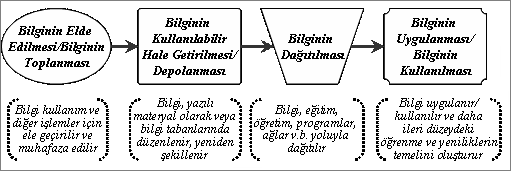 Bilginin Elde
Edilmesi/Bilginin
Toplanması
Bilginin
Kullanılabilir
Hale Getirilmesi/
Depolanması
Bilginin
Dağıtılması
Bilginin
Uygulanması/
Bilginin
Kullanılması
Bilgi kullanım ve
diğer işlemler için
ele geçirilir ve
muhafaza edilir
Bilgi, yazılı
materyal olarak veya
bilgi tabanlarında
düzenlenir, yeniden
şekillenir
Bilgi, eğitim,
öğretim, programlar,
ağlar v.b. yoluyla
dağıtılır
Bilgi uygulanır/
kullanılır ve daha
ileri düzeydeki
öğrenme ve yeniliklerin
temelini oluşturur